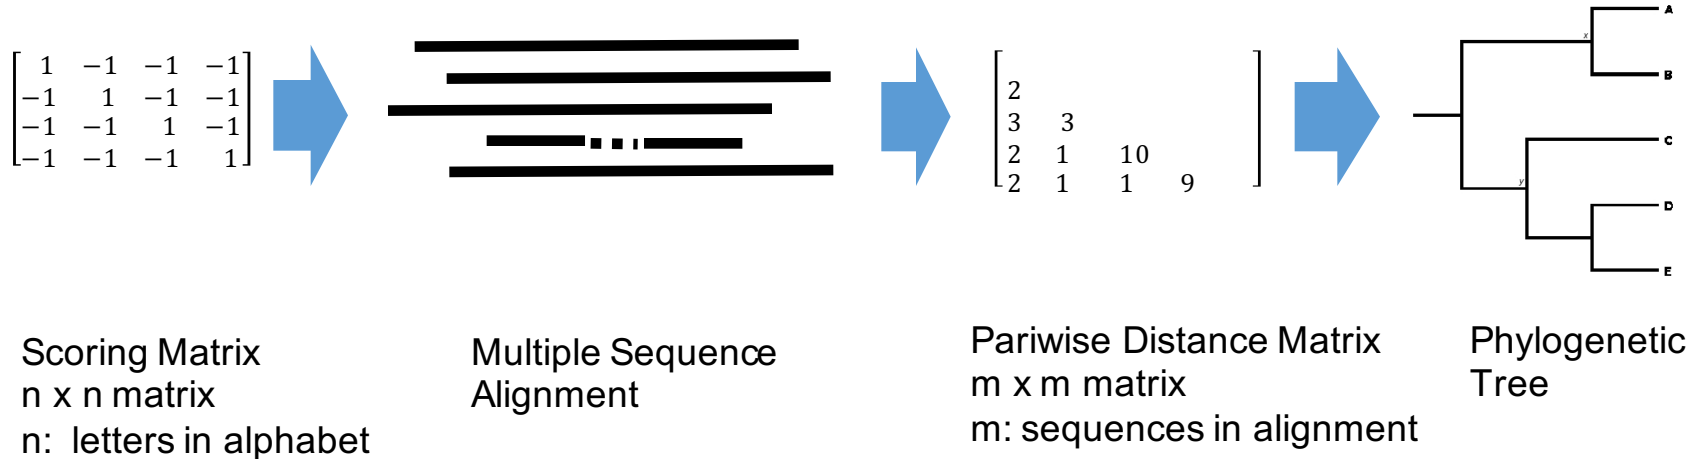 1 −1 −1 −1
−1 1 −1 −1
−1 −1 1 −1
−1 −1 −1 1
2
3 3
2 1 10
2 1 1 9
A
x
B
C
y
D
E
Scoring Matrix
n x n matrix
n: letters in alphabet
Multiple Sequence
Alignment
Pariwise Distance Matrix
m x m matrix
m: sequences in alignment
Phylogenetic
Tree